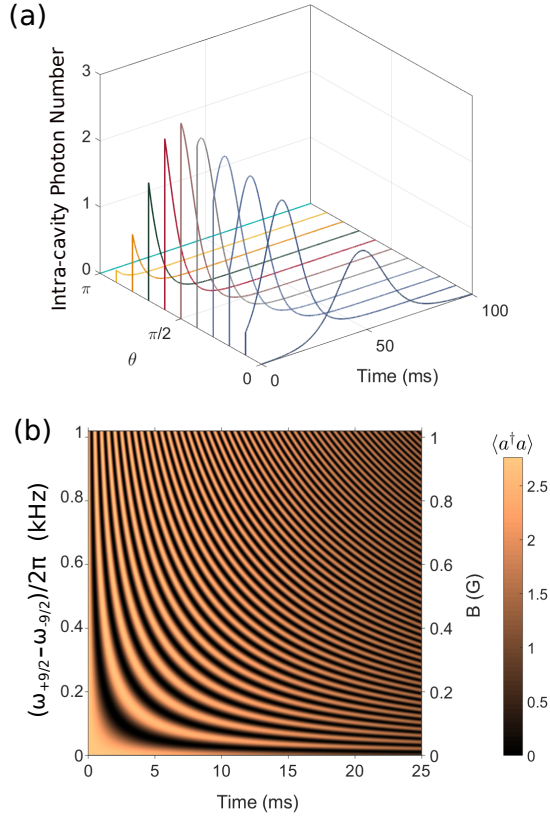 (a)
Intra-cavity Photon Number
3
2
1
0
π
π/2
0
θ
0
50
100
Time (ms)
(b)
(ω+9/2−ω-9/2)/2π (kHz)
1
0.8
0.6
0.4
0.2
0
0 5 10 15 20 25
Time (ms)
1
0.8
0.6
0.4
0.2
0
B (G)
⟨a†a⟩
2.5
2
1.5
1
0.5
0